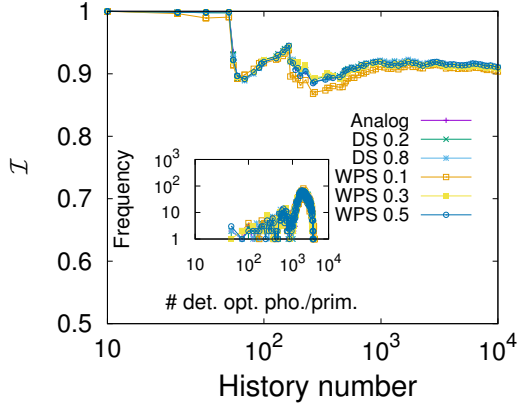 1
0.9
0.8
0.7
0.6
0.5
ℐ
10
10²
10³
10⁴
History number
Analog
DS 0.2
DS 0.8
WPS 0.1
WPS 0.3
WPS 0.5
Frequency
10³
10²
10
1
10
10²
10³
10⁴
# det. opt. pho./prim.